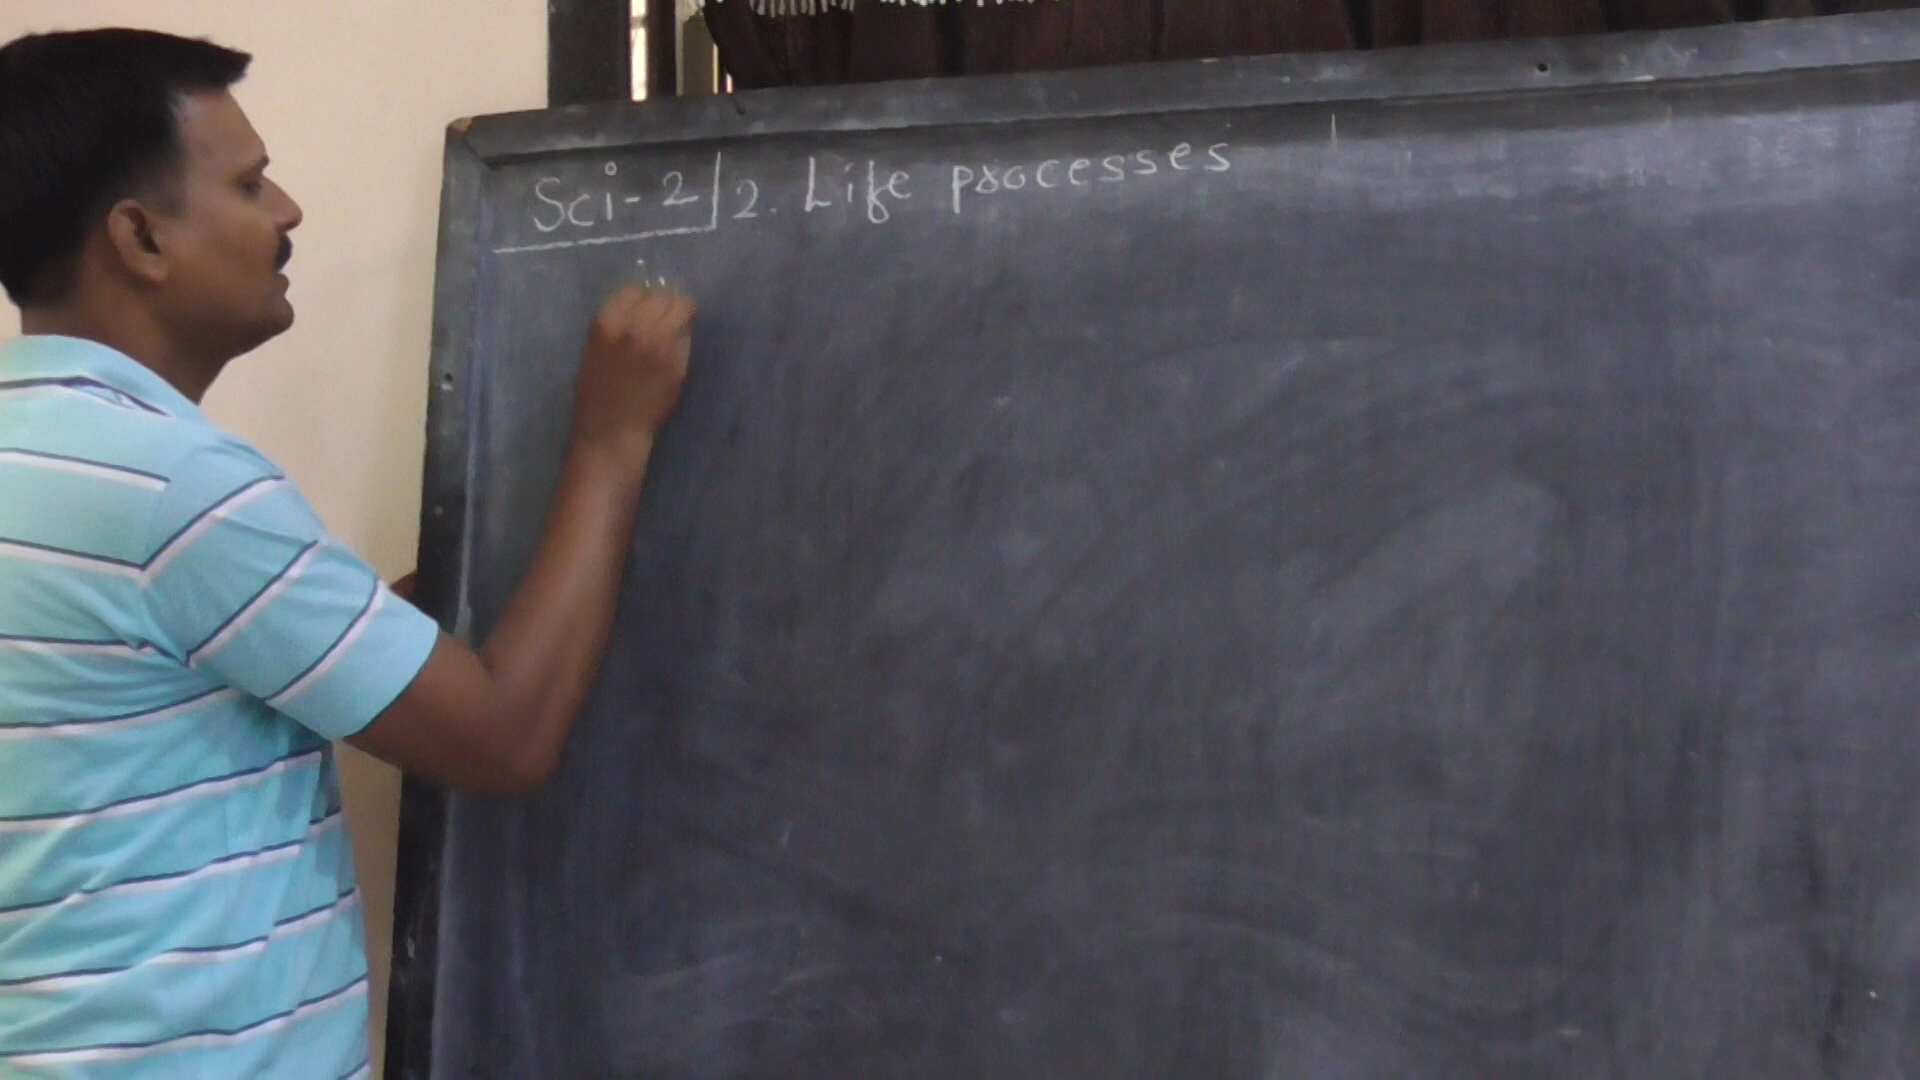 Sci-2 | 2. Life processes